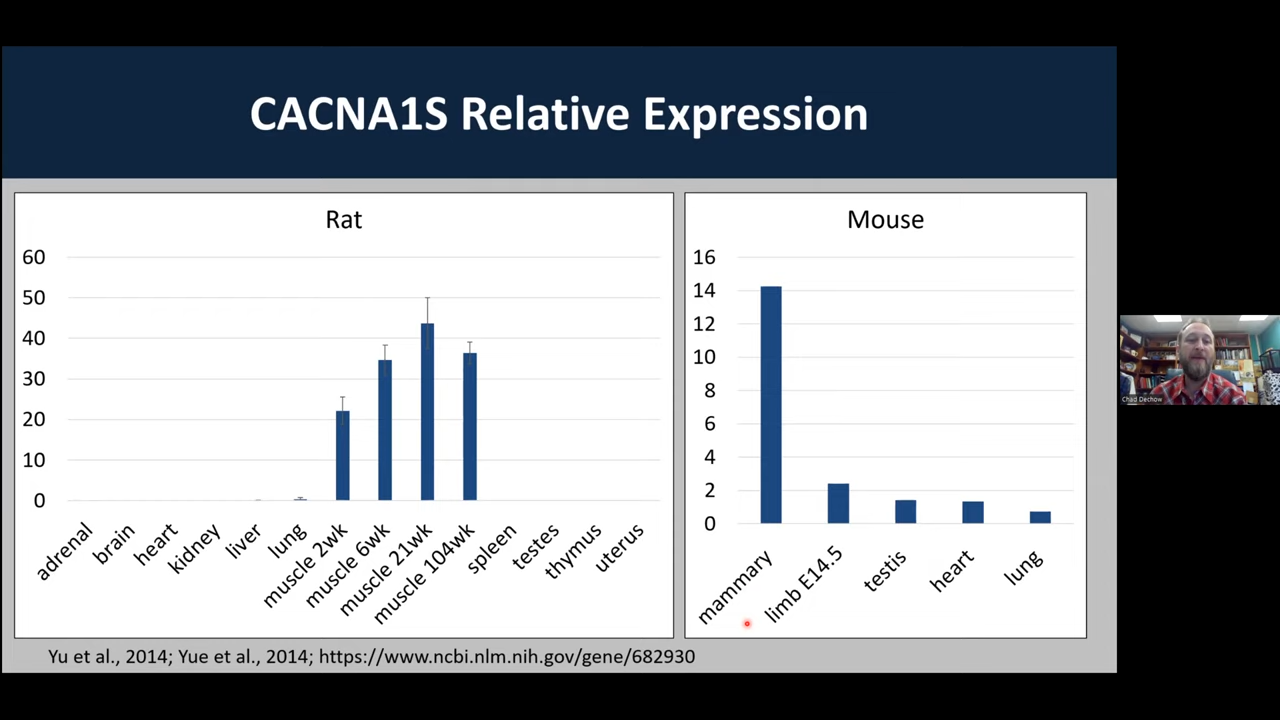 CACNA1S Relative Expression
Rat
60
50
40
30
20
10
0
adrenal
brain
heart
kidney
liver
lung
muscle 2wk
muscle 6wk
muscle 21wk
muscle 104wk
spleen
testes
thymus
uterus
Mouse
16
14
12
10
8
6
4
2
0
mammary
limb E14.5
testis
heart
lung
Chad Dechow
Yu et al., 2014; Yue et al., 2014; https://www.ncbi.nlm.nih.gov/gene/682930